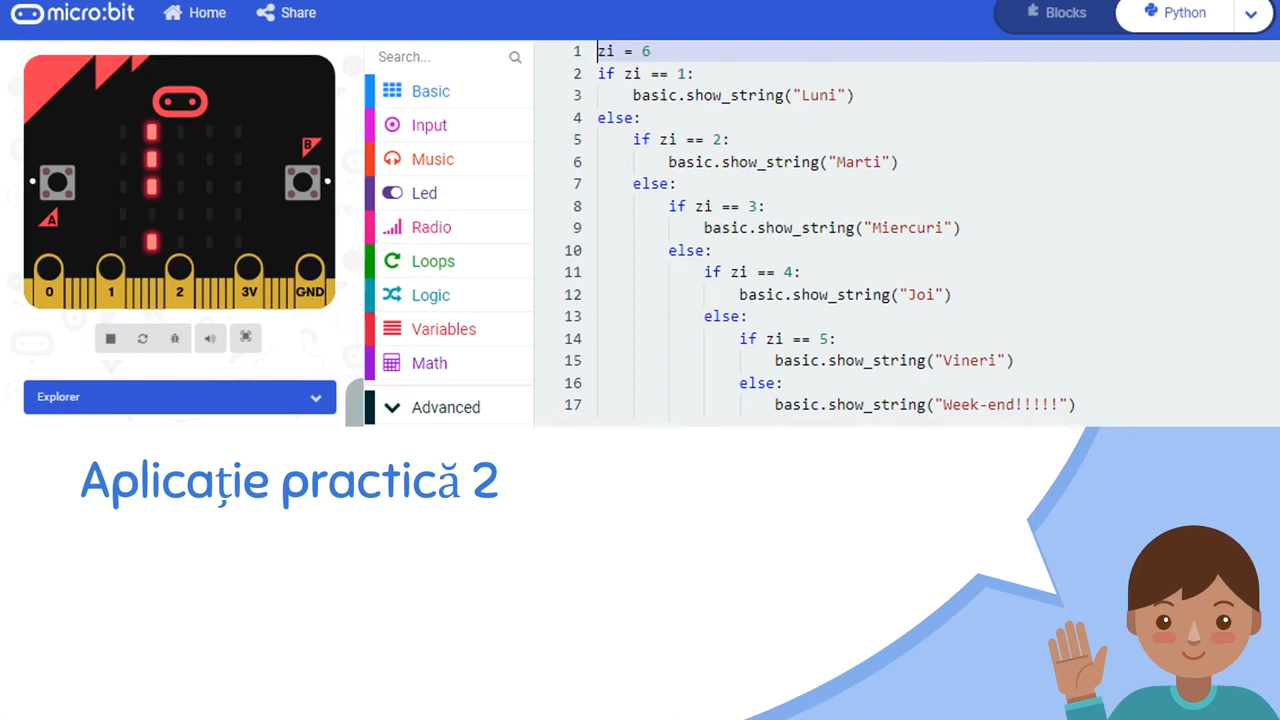 micro:bit Home Share Blocks Python
Search...
Basic
Input
Music
Led
Radio
Loops
Logic
Variables
Math
Advanced
A
B
0 1 2 3V GND
Explorer
1 zi = 6
2 if zi == 1:
3 basic.show_string("Luni")
4 else:
5 if zi == 2:
6 basic.show_string("Marti")
7 else:
8 if zi == 3:
9 basic.show_string("Miercuri")
10 else:
11 if zi == 4:
12 basic.show_string("Joi")
13 else:
14 if zi == 5:
15 basic.show_string("Vineri")
16 else:
17 basic.show_string("Week-end!!!!!")
Aplicație practică 2